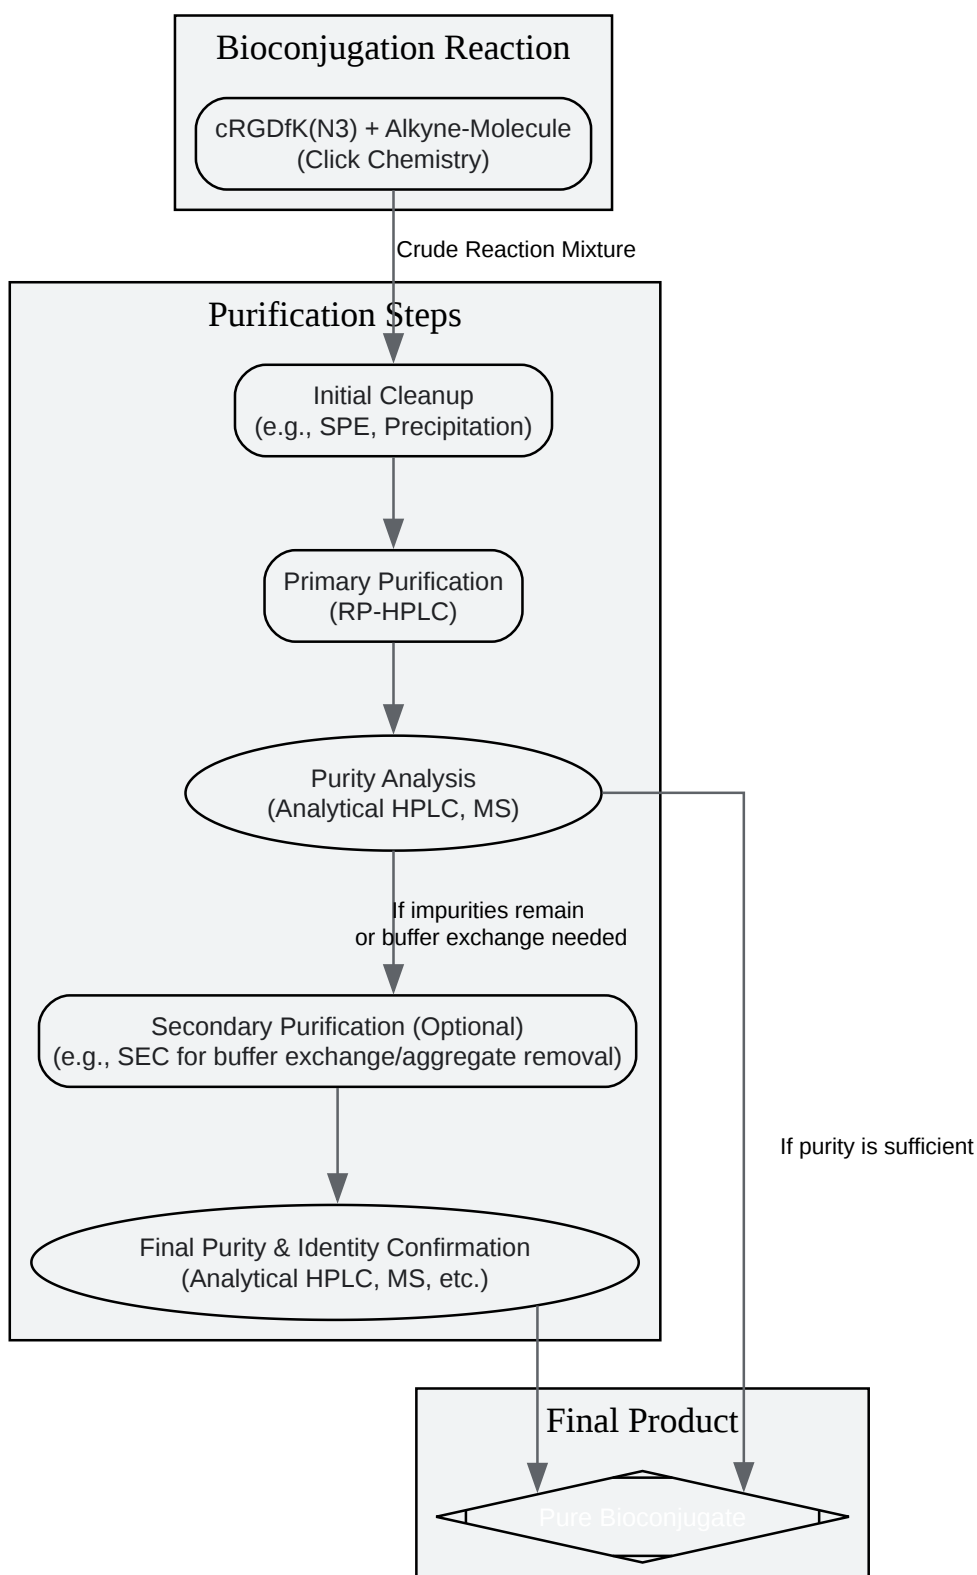 Bioconjugation Reaction
cRGDfK(N3) + Alkyne-Molecule
(Click Chemistry)
Crude Reaction Mixture
Purification Steps
Initial Cleanup
(e.g., SPE, Precipitation)
Primary Purification
(RP-HPLC)
Purity Analysis
(Analytical HPLC, MS)
If impurities remain
or buffer exchange needed
Secondary Purification (Optional)
(e.g., SEC for buffer exchange/aggregate removal)
If purity is sufficient
Final Purity & Identity Confirmation
(Analytical HPLC, MS, etc.)
Final Product
Pure Bioconjugate